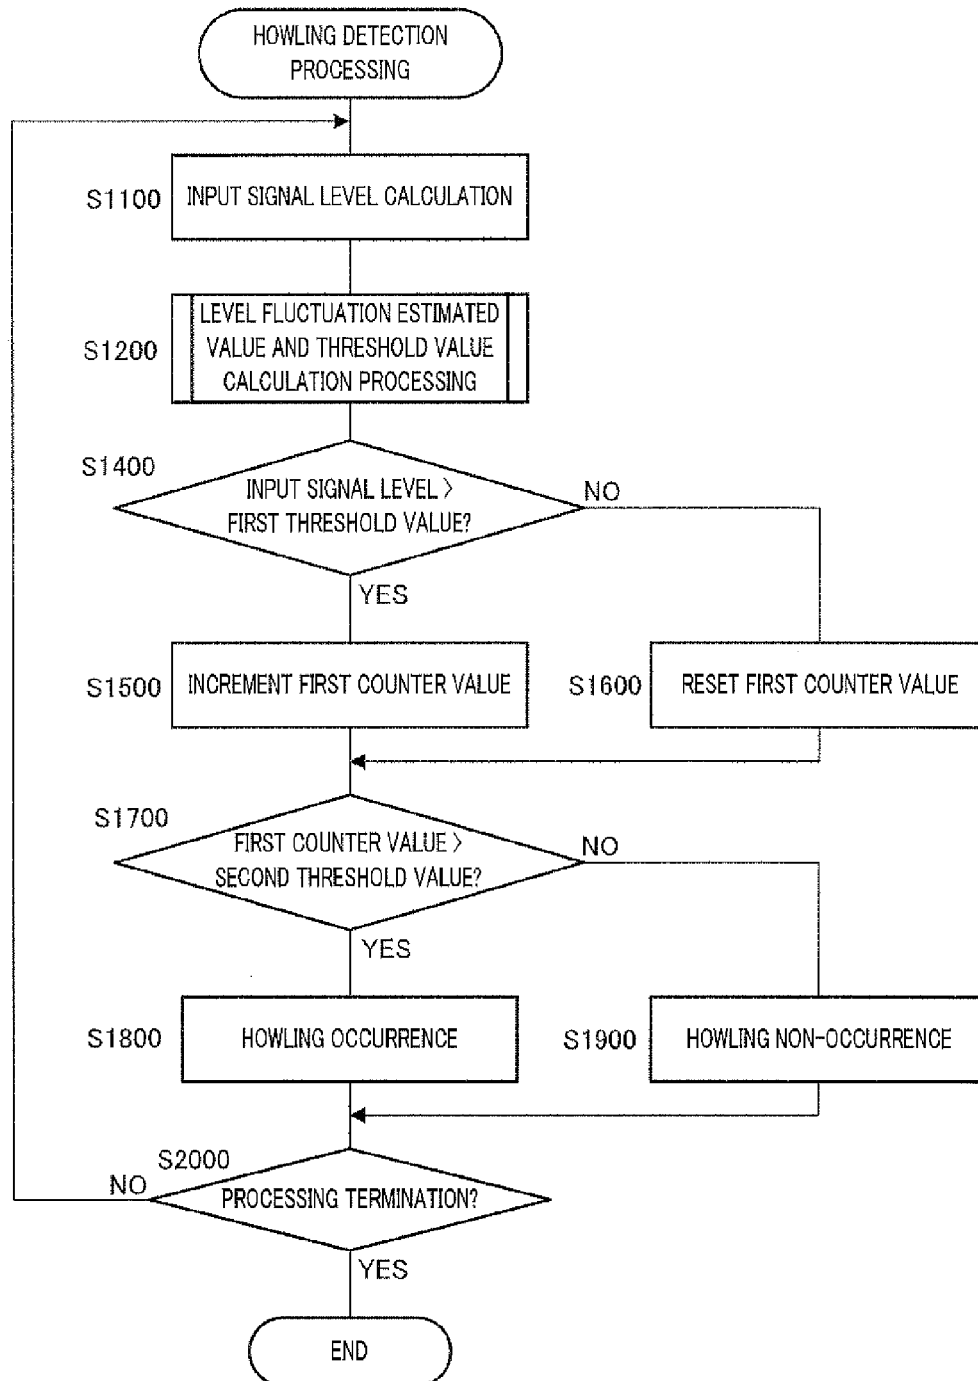 HOWLING DETECTION
PROCESSING
S1100
INPUT SIGNAL LEVEL CALCULATION
S1200
LEVEL FLUCTUATION ESTIMATED
VALUE AND THRESHOLD VALUE
CALCULATION PROCESSING
S1400
INPUT SIGNAL LEVEL >
FIRST THRESHOLD VALUE?
NO
YES
S1500
INCREMENT FIRST COUNTER VALUE
S1600
RESET FIRST COUNTER VALUE
S1700
FIRST COUNTER VALUE >
SECOND THRESHOLD VALUE?
NO
YES
S1800
HOWLING OCCURRENCE
S1900
HOWLING NON-OCCURRENCE
S2000
NO
PROCESSING TERMINATION?
YES
END